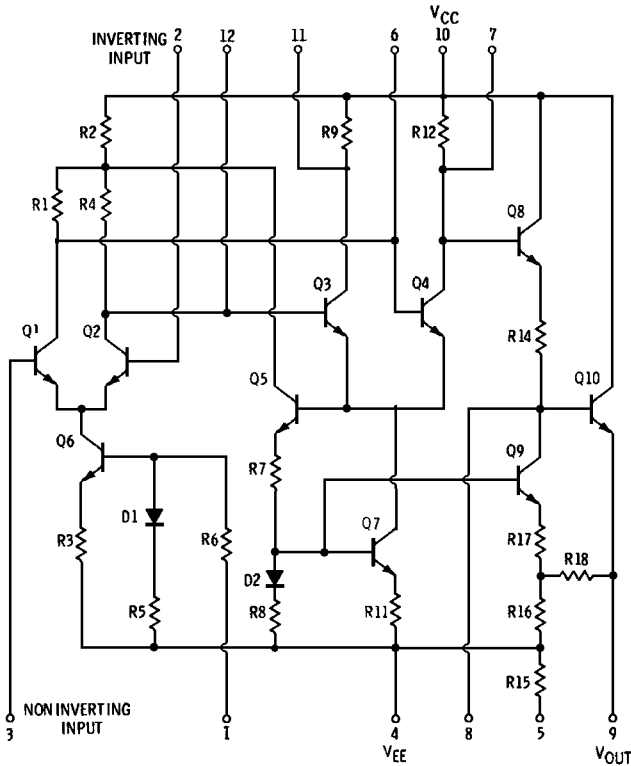 VCC
INVERTING 2 12 11 6 10 7
INPUT
R2 R9 R12
R1 R4 Q8
Q3 Q4
Q1 Q2 R14
Q5 Q10
Q6 R7 Q9
D1 Q7
R3 R6 R17 R18
D2
R5 R8 R11 R16
R15
NONINVERTING
3 INPUT 1 4 8 5 9
VEE VOUT